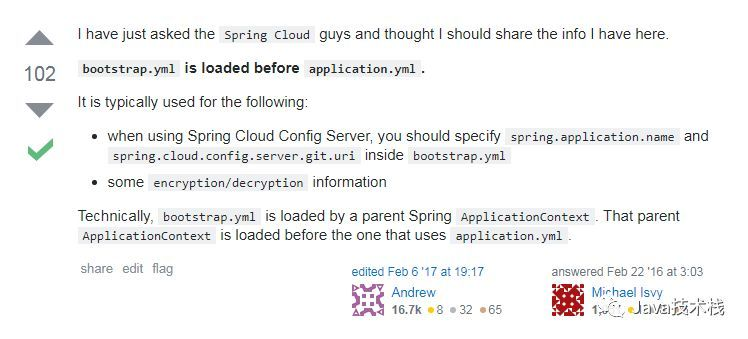 I have just asked the Spring Cloud guys and thought I should share the info I have here.
102
bootstrap.yml is loaded before application.yml.
It is typically used for the following:
• when using Spring Cloud Config Server, you should specify spring.application.name and
spring.cloud.config.server.git.uri inside bootstrap.yml
• some encryption/decryption information
Technically, bootstrap.yml is loaded by a parent Spring ApplicationContext. That parent
ApplicationContext is loaded before the one that uses application.yml.
share edit flag
edited Feb 6 '17 at 19:17
answered Feb 22 '16 at 3:03
Andrew
Michael Isvy
16.7k 8 32 65
Java技术栈